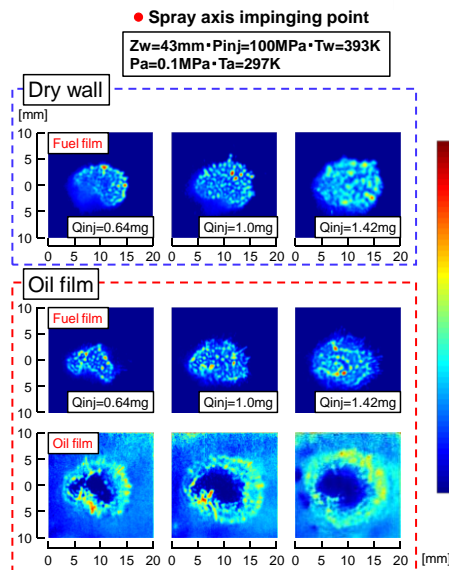 ● Spray axis impinging point
Zw=43mm・Pinj=100MPa・Tw=393K
Pa=0.1MPa・Ta=297K
Dry wall
[mm]
10
5
0
5
10
Fuel film
Qinj=0.64mg
Qinj=1.0mg
Qinj=1.42mg
0 5 10 15 20
0 5 10 15 20
0 5 10 15 20
Oil film
10
5
0
5
10
Fuel film
Qinj=0.64mg
Qinj=1.0mg
Qinj=1.42mg
10
5
0
5
10
Oil film
0 5 10 15 20
0 5 10 15 20
0 5 10 15 20
[mm]